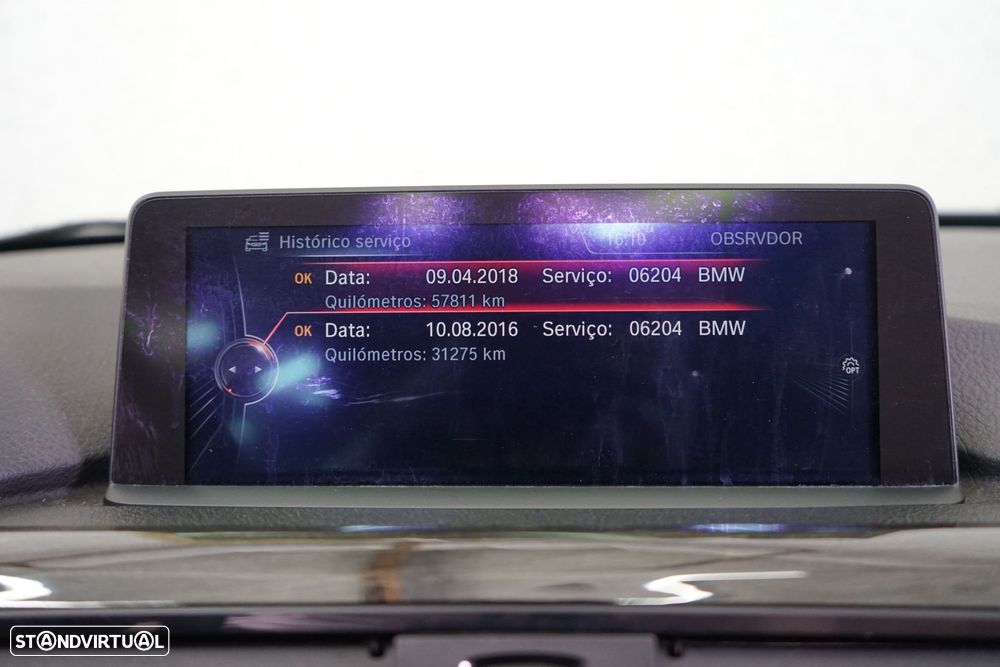 Histórico serviço 16:10 OBSRVDOR
OK Data: 09.04.2018 Serviço: 06204 BMW
Quilómetros: 57811 km
OK Data: 10.08.2016 Serviço: 06204 BMW
Quilómetros: 31275 km
OPT
STANDVIRTUAL